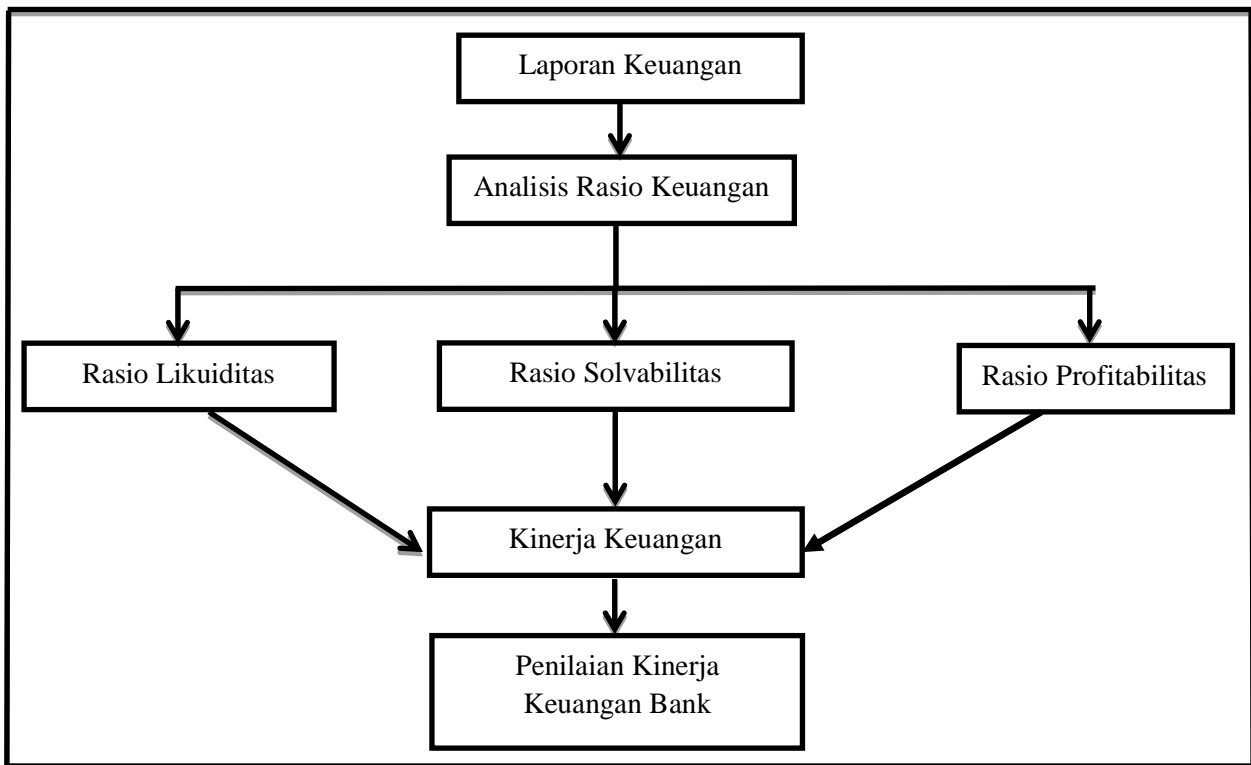 Laporan Keuangan
Analisis Rasio Keuangan
Rasio Likuiditas
Rasio Solvabilitas
Rasio Profitabilitas
Kinerja Keuangan
Penilaian Kinerja
Keuangan Bank